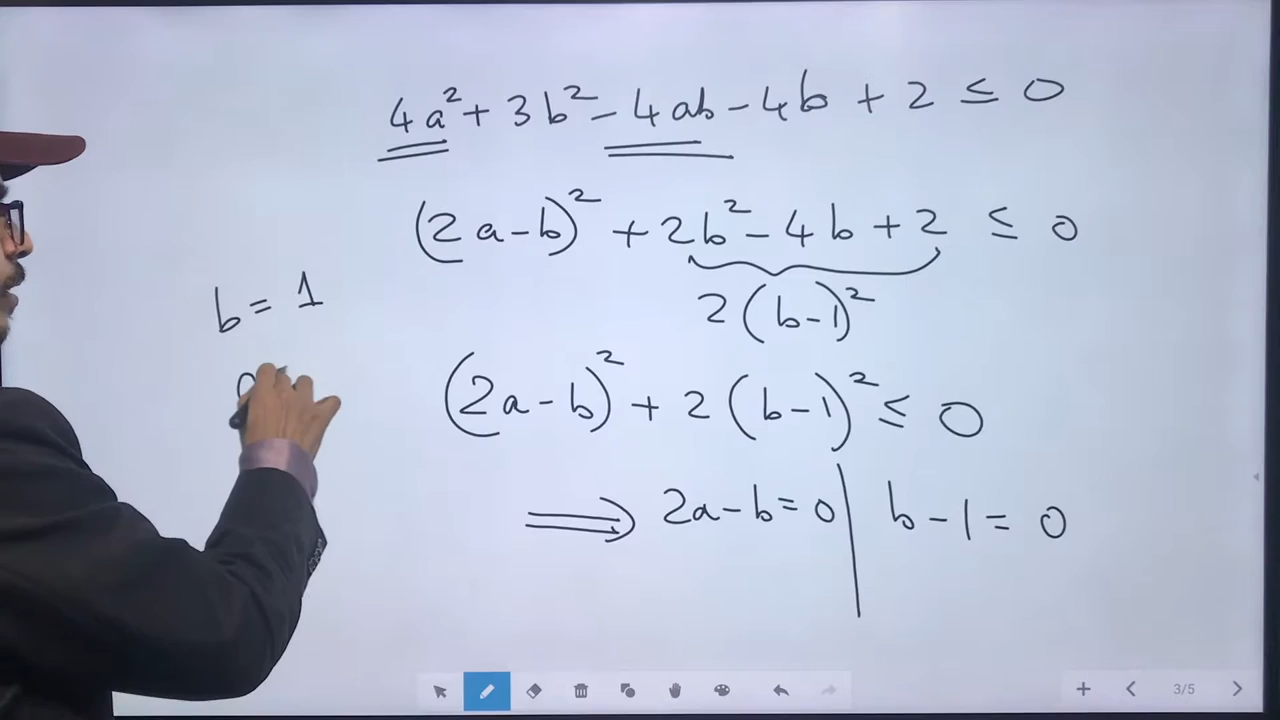 4a² + 3b² - 4ab - 4b + 2 ≤ 0
(2a-b)² + 2b² - 4b + 2 ≤ 0
2(b-1)²
b = 1
(2a-b)² + 2(b-1)² ≤ 0
⟹ 2a-b=0 | b-1=0
3/5